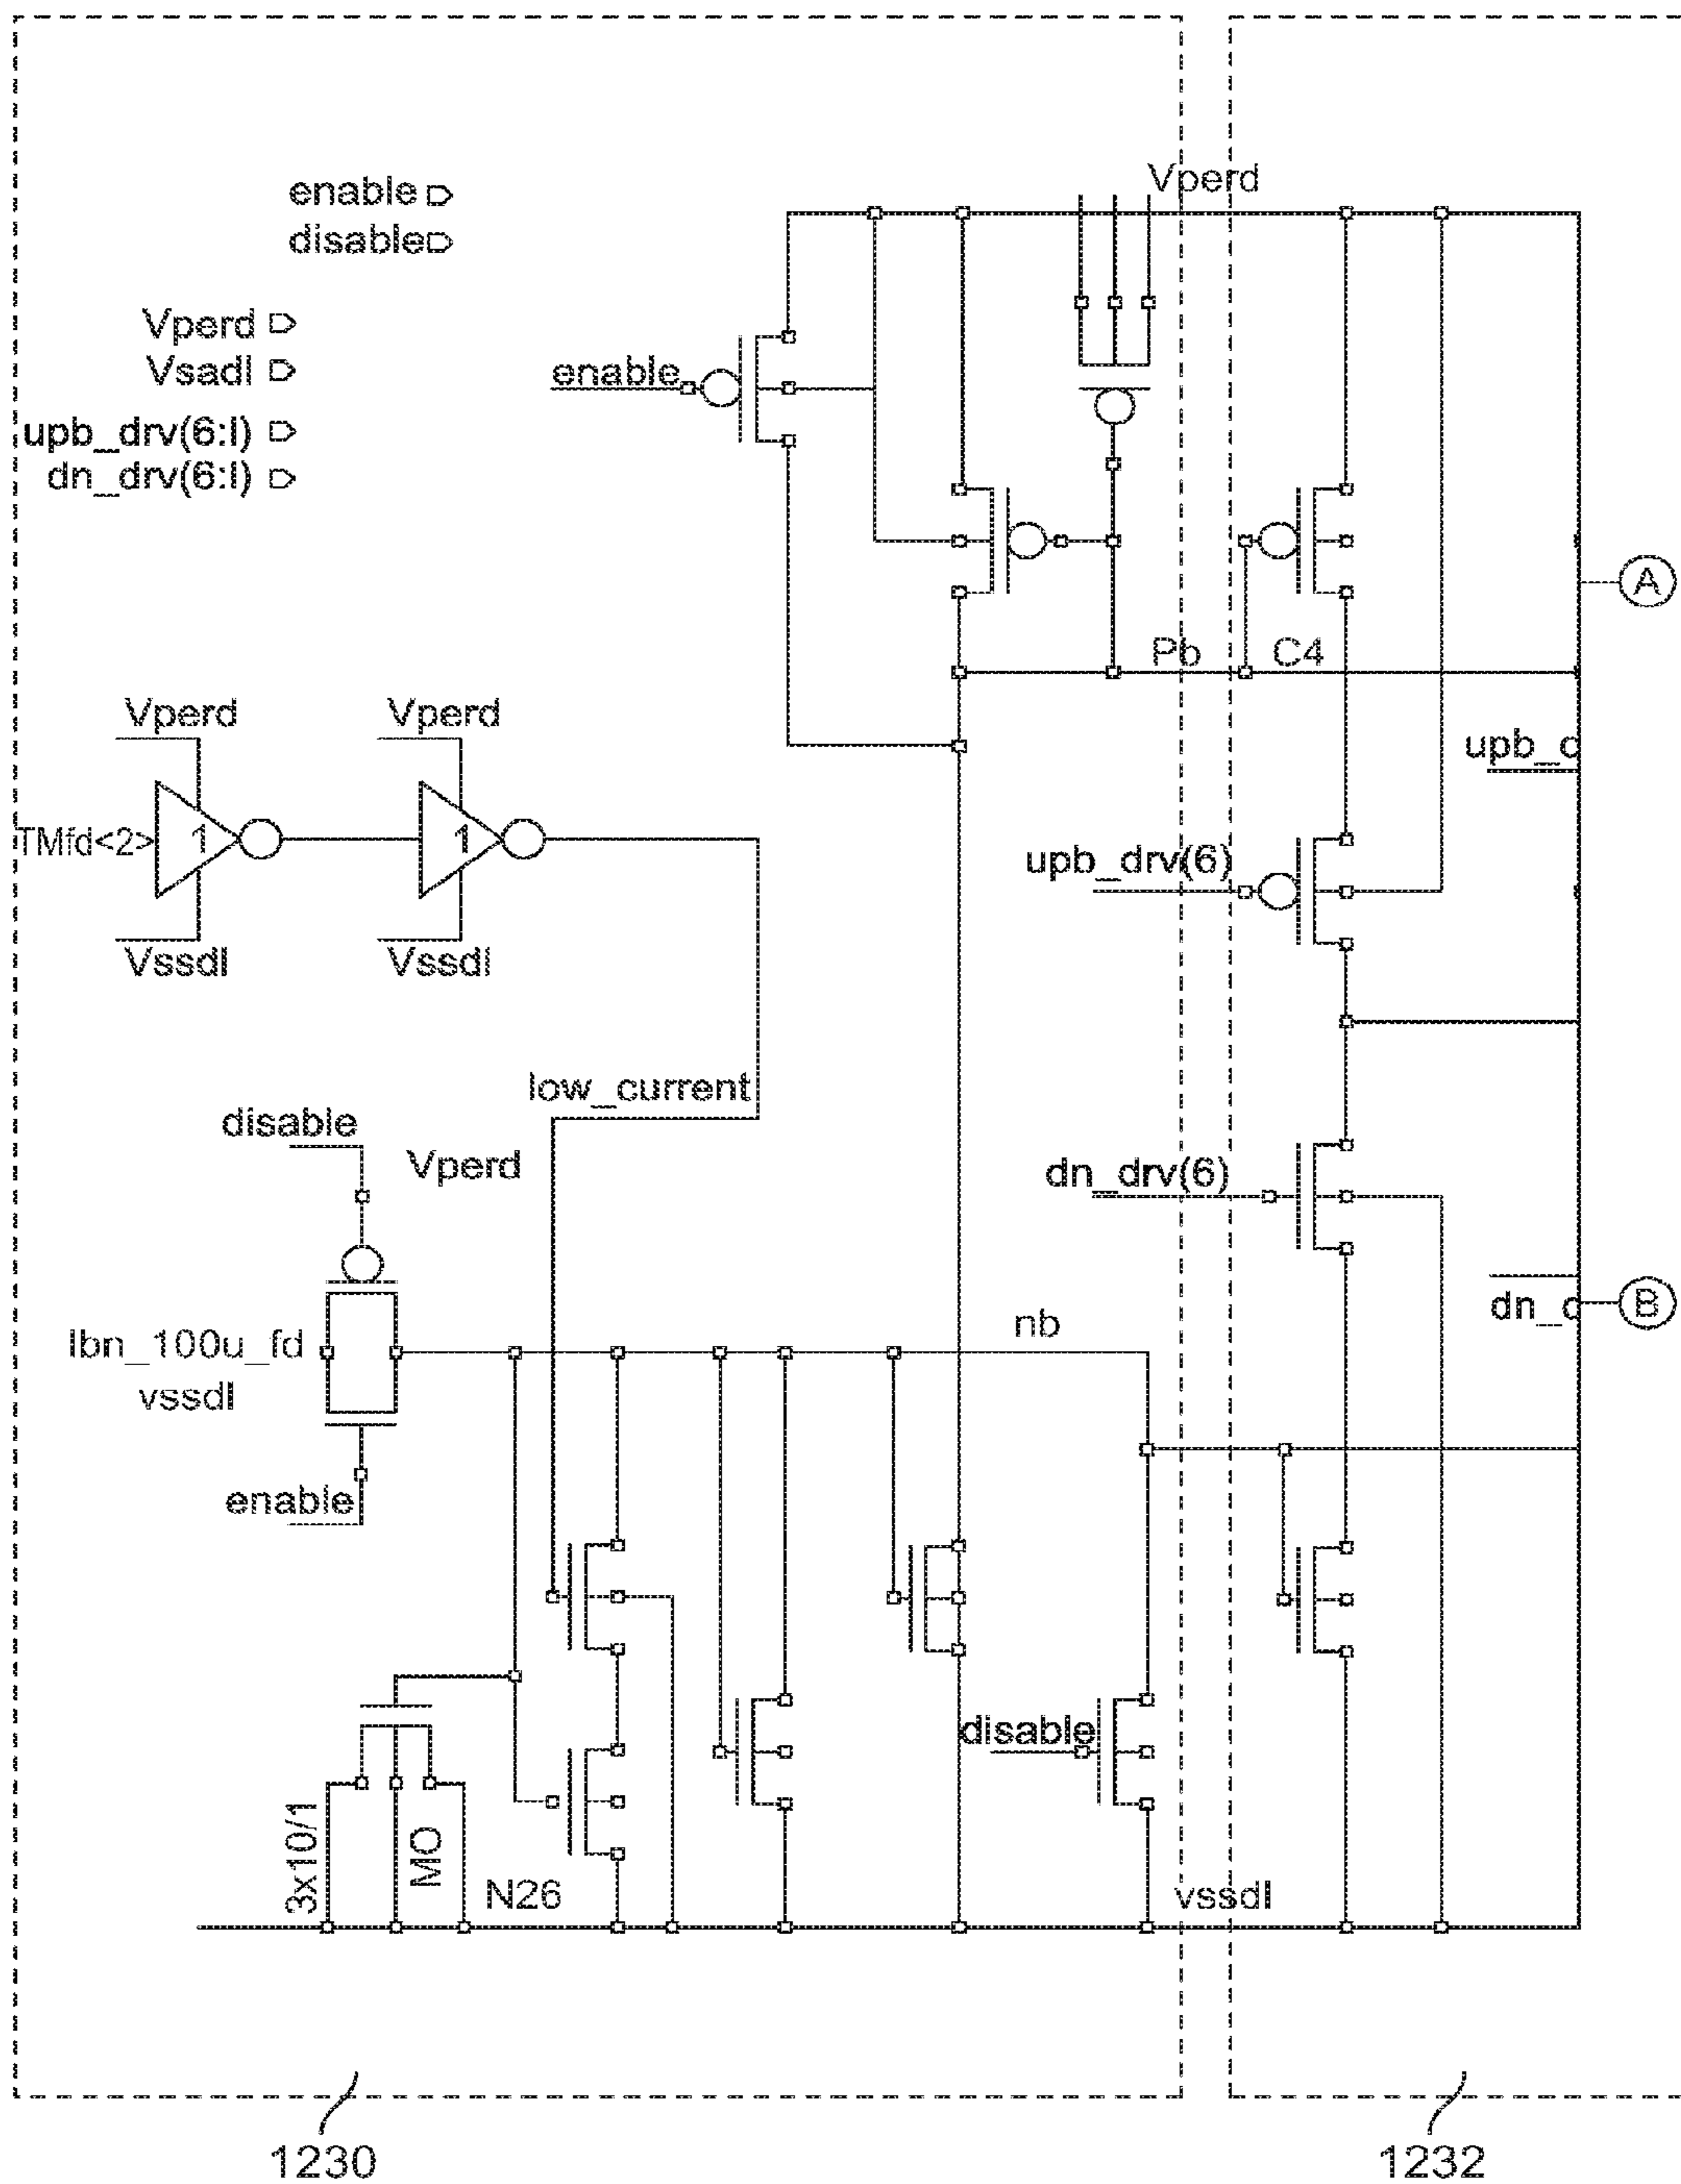 Vperd
enable
disable
Vperd
Vsadl
enable
upb_drv(6:l)
dn_drv(6:l)
A
Pb
C4
Vperd
Vperd
upb_c
1
1
TMfd<2>
upb_drv(6)
Vssdl
Vssdl
low_current
disable
Vperd
dn_drv(6)
dn_c
B
nb
Ibn_100u_fd
vssdl
enable
disable
3x10/1
MO
N26
vssdl
1230
1232